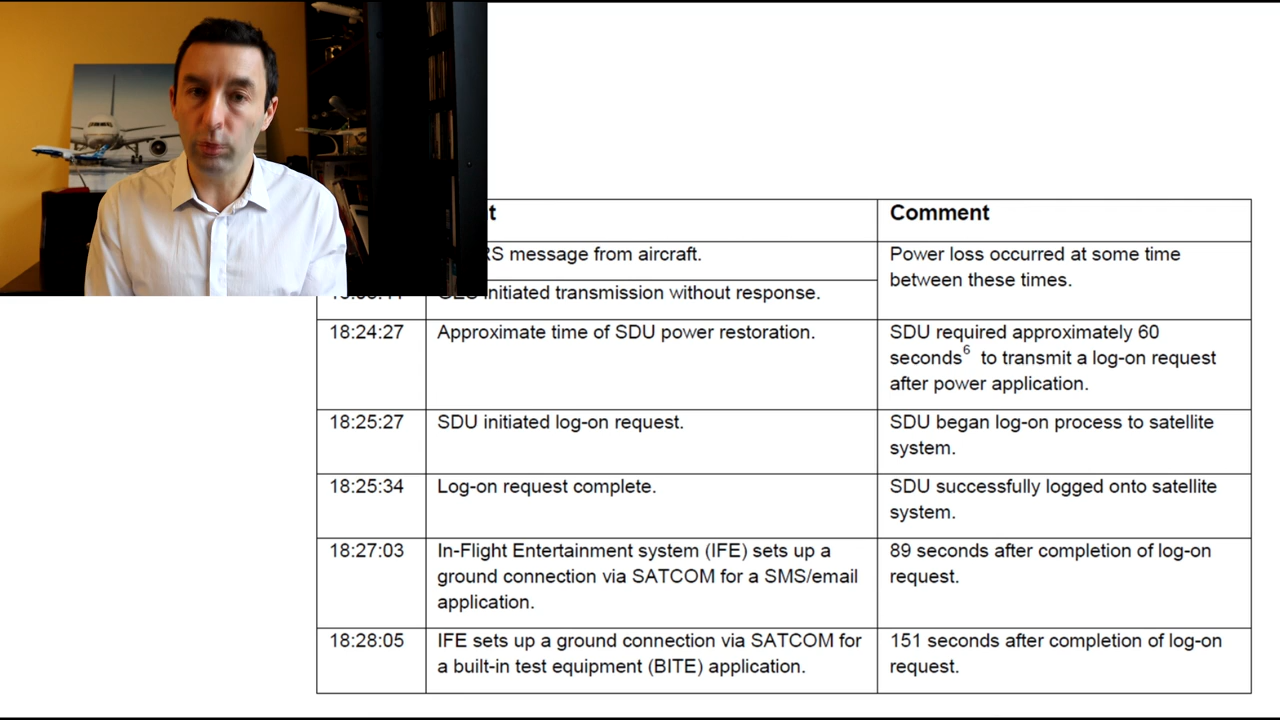 t
Comment
RS message from aircraft.
Power loss occurred at some time
between these times.
initiated transmission without response.
18:24:27
Approximate time of SDU power restoration.
SDU required approximately 60
seconds6 to transmit a log-on request
after power application.
18:25:27
SDU initiated log-on request.
SDU began log-on process to satellite
system.
18:25:34
Log-on request complete.
SDU successfully logged onto satellite
system.
18:27:03
In-Flight Entertainment system (IFE) sets up a
ground connection via SATCOM for a SMS/email
application.
89 seconds after completion of log-on
request.
18:28:05
IFE sets up a ground connection via SATCOM for
a built-in test equipment (BITE) application.
151 seconds after completion of log-on
request.